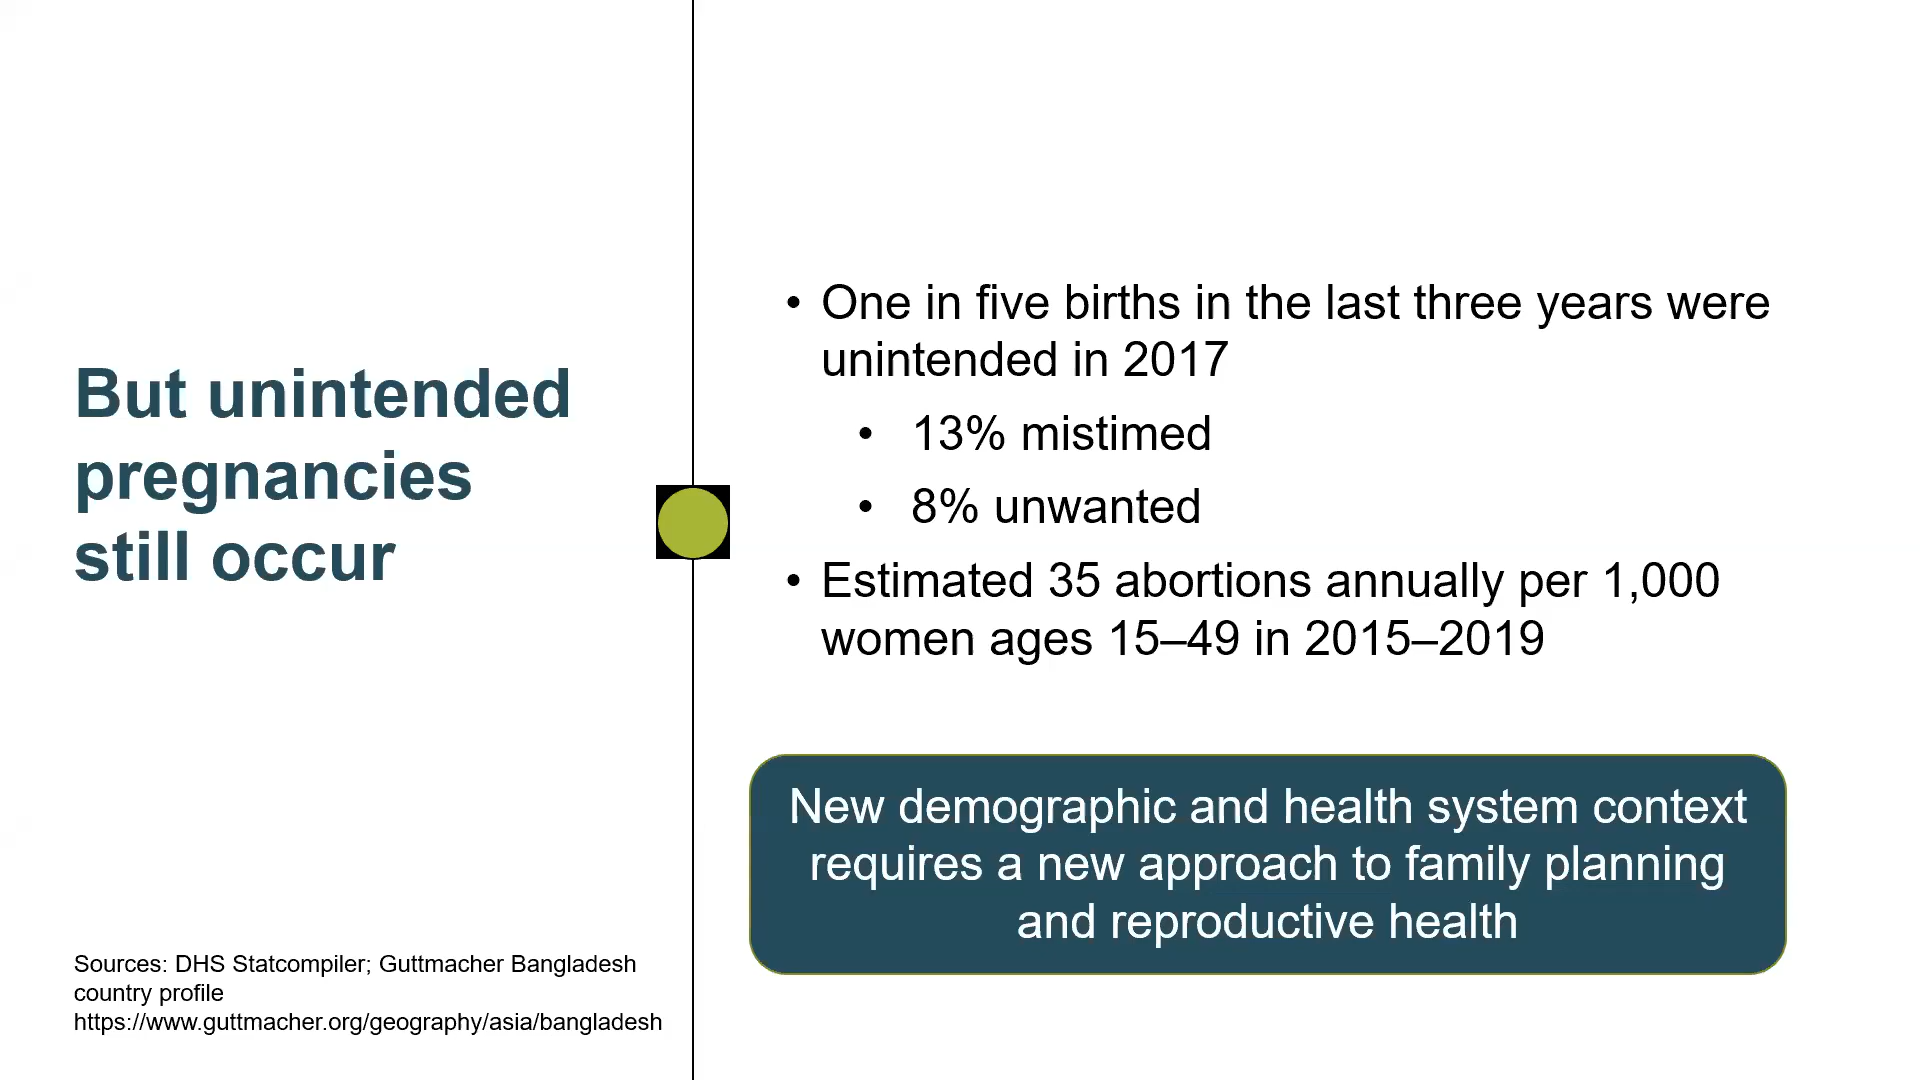 But unintended
pregnancies
still occur
• One in five births in the last three years were
unintended in 2017
• 13% mistimed
• 8% unwanted
• Estimated 35 abortions annually per 1,000
women ages 15–49 in 2015–2019
New demographic and health system context
requires a new approach to family planning
and reproductive health
Sources: DHS Statcompiler; Guttmacher Bangladesh
country profile
https://www.guttmacher.org/geography/asia/bangladesh